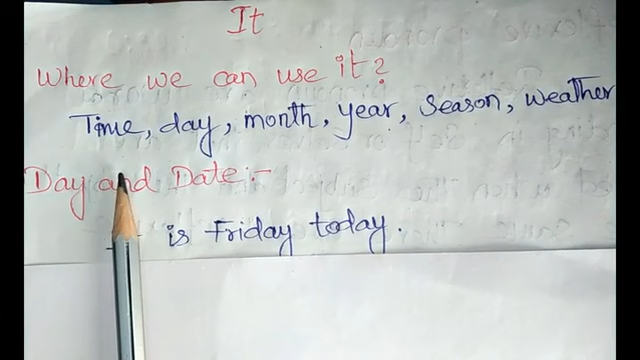 It
Where we can use it?
Time, day, month, year, season, weather
Day and Date :-
is Friday today.